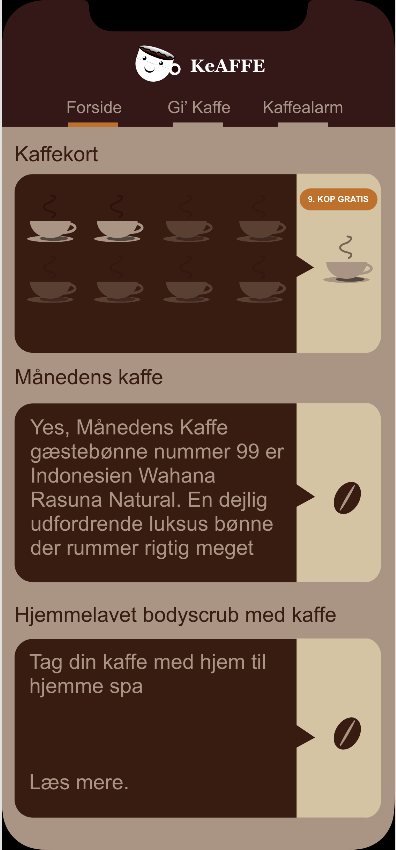 KeAFFE
Forside
Gi' Kaffe
Kaffealarm
Kaffekort
9. KOP GRATIS
Månedens kaffe
Yes, Månedens Kaffe
gæstebønne nummer 99 er
Indonesien Wahana
Rasuna Natural. En dejlig
udfordrende luksus bønne
der rummer rigtig meget
Hjemmelavet bodyscrub med kaffe
Tag din kaffe med hjem til
hjemme spa
Læs mere.